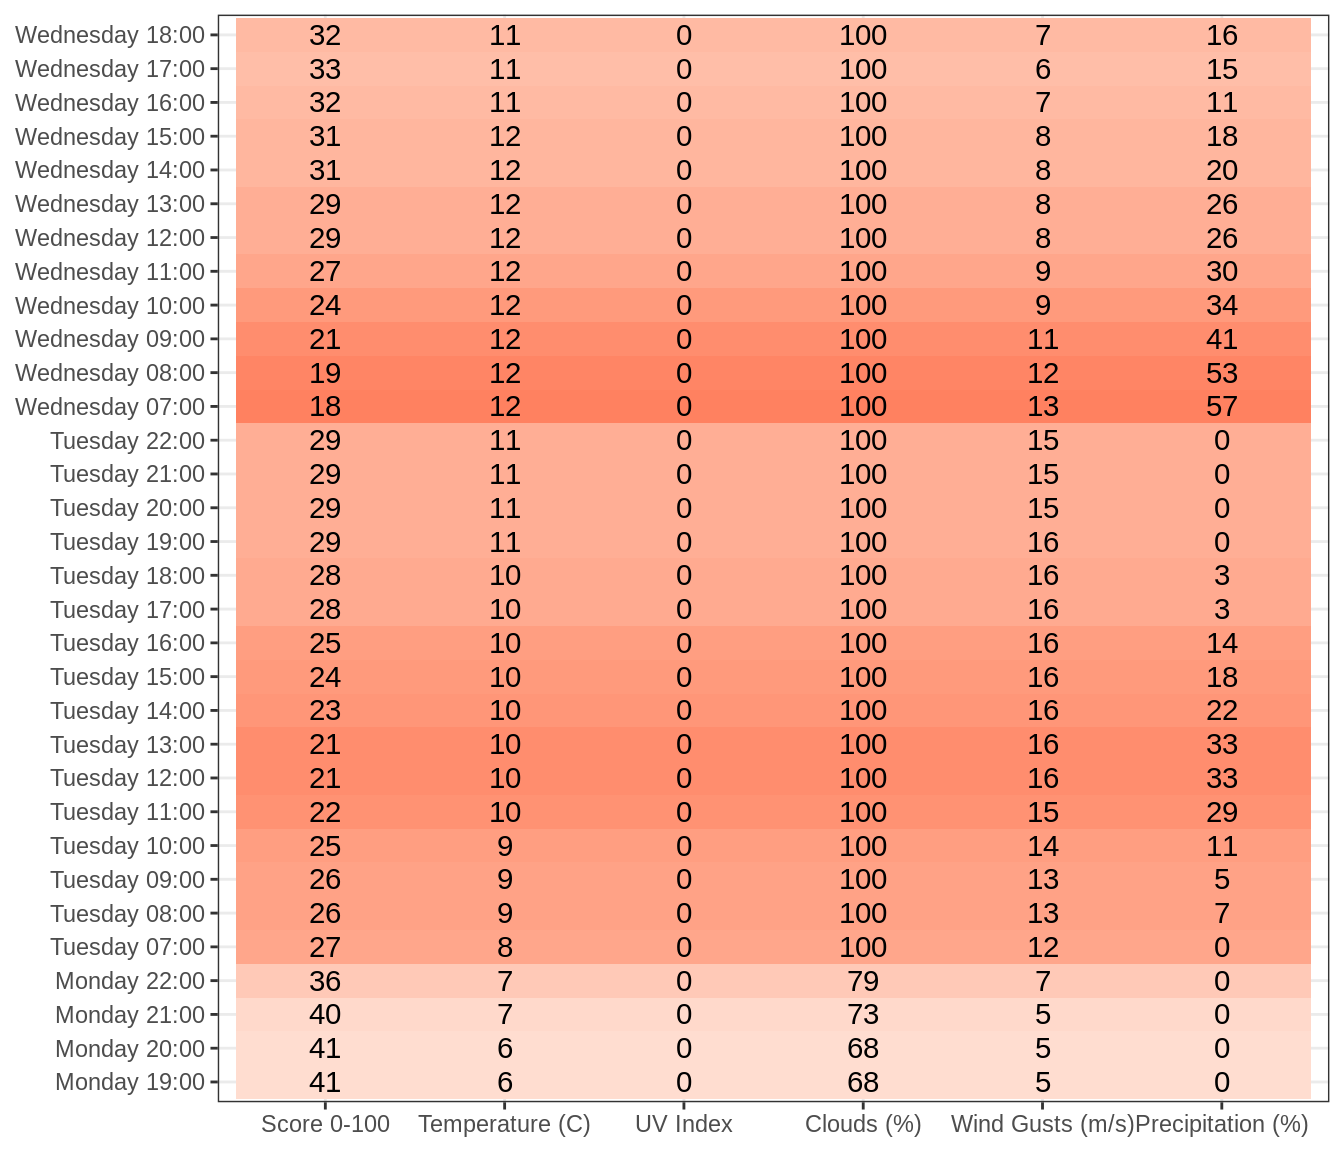 Wednesday 18:00 32 11 0 100 7 16
Wednesday 17:00 33 11 0 100 6 15
Wednesday 16:00 32 11 0 100 7 11
Wednesday 15:00 31 12 0 100 8 18
Wednesday 14:00 31 12 0 100 8 20
Wednesday 13:00 29 12 0 100 8 26
Wednesday 12:00 29 12 0 100 8 26
Wednesday 11:00 27 12 0 100 9 30
Wednesday 10:00 24 12 0 100 9 34
Wednesday 09:00 21 12 0 100 11 41
Wednesday 08:00 19 12 0 100 12 53
Wednesday 07:00 18 12 0 100 13 57
Tuesday 22:00 29 11 0 100 15 0
Tuesday 21:00 29 11 0 100 15 0
Tuesday 20:00 29 11 0 100 15 0
Tuesday 19:00 29 11 0 100 16 0
Tuesday 18:00 28 10 0 100 16 3
Tuesday 17:00 28 10 0 100 16 3
Tuesday 16:00 25 10 0 100 16 14
Tuesday 15:00 24 10 0 100 16 18
Tuesday 14:00 23 10 0 100 16 22
Tuesday 13:00 21 10 0 100 16 33
Tuesday 12:00 21 10 0 100 16 33
Tuesday 11:00 22 10 0 100 15 29
Tuesday 10:00 25 9 0 100 14 11
Tuesday 09:00 26 9 0 100 13 5
Tuesday 08:00 26 9 0 100 13 7
Tuesday 07:00 27 8 0 100 12 0
Monday 22:00 36 7 0 79 7 0
Monday 21:00 40 7 0 73 5 0
Monday 20:00 41 6 0 68 5 0
Monday 19:00 41 6 0 68 5 0
Score 0-100 Temperature (C) UV Index Clouds (%) Wind Gusts (m/s) Precipitation (%)